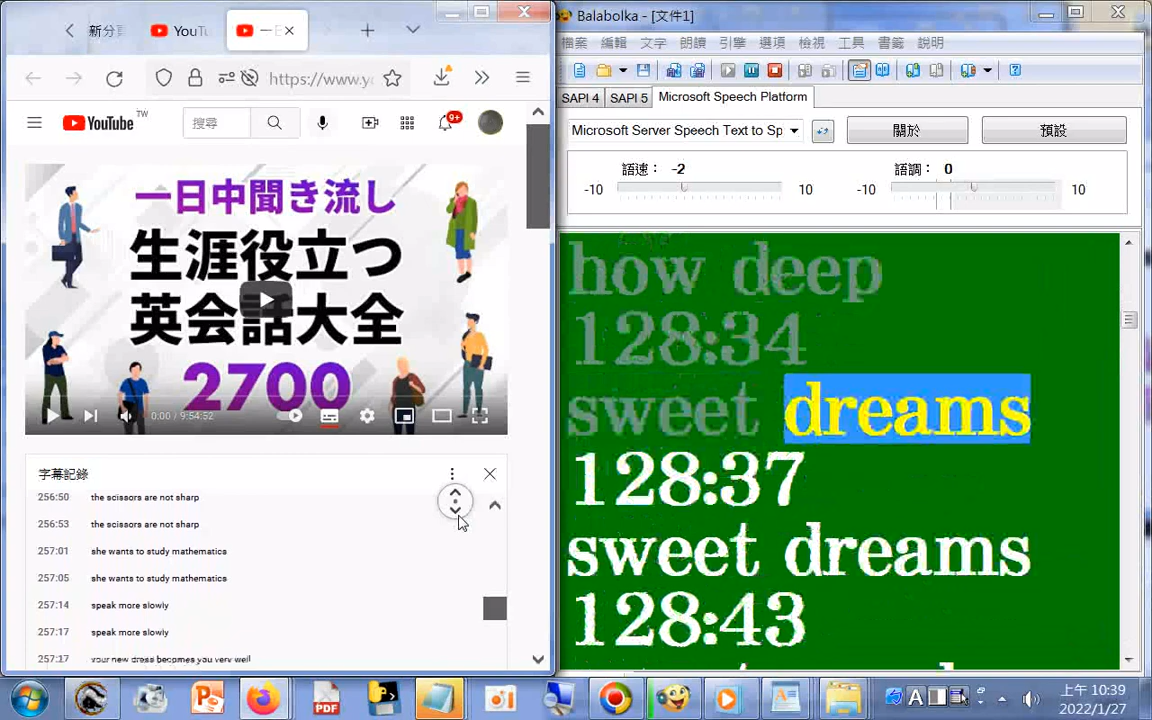 新分
YouTu
一日
https://www.yo
TW
YouTube
搜尋
9+
一日中聞き流し
生涯役立つ
英会話大全
2700
0:00 / 9:54:52
字幕記錄
256:50 the scissors are not sharp
256:53 the scissors are not sharp
257:01 she wants to study mathematics
257:05 she wants to study mathematics
257:14 speak more slowly
257:17 speak more slowly
257:17 your new dress becomes you very well
Balabolka - [文件1]
檔案 編輯 文字 朗讀 引擎 選項 檢視 工具 書籤 說明
SAPI 4 SAPI 5 Microsoft Speech Platform
Microsoft Server Speech Text to Sp 關於 預設
語速： -2 語調： 0
-10 10 -10 10
how deep
128:34
sweet dreams
128:37
sweet dreams
128:43
PDF
A
上午 10:39
2022/1/27